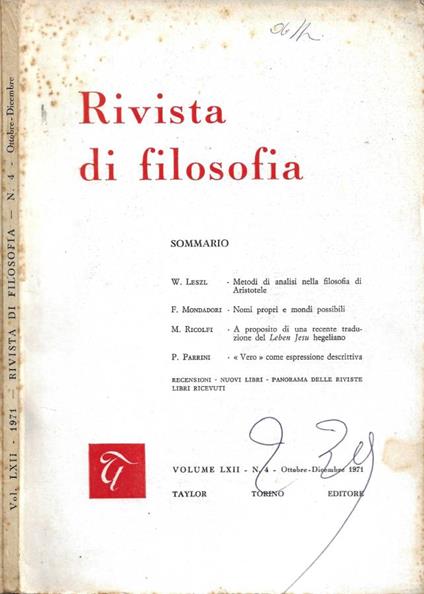 Vol. LXII - 1971 — RIVISTA DI FILOSOFIA — N. 4 - Ottobre-Dicembre
Rivista
di filosofia
SOMMARIO
W. LESZL - Metodi di analisi nella filosofia di
Aristotele
F. MONDADORI - Nomi propri e mondi possibili
M. RICOLFI - A proposito di una recente tradu-
zione del Leben Jesu hegeliano
P. PARRINI - « Vero » come espressione descrittiva
RECENSIONI - NUOVI LIBRI - PANORAMA DELLE RIVISTE
LIBRI RICEVUTI
VOLUME LXII - N. 4 - Ottobre-Dicembre 1971
TAYLOR TORINO EDITORE